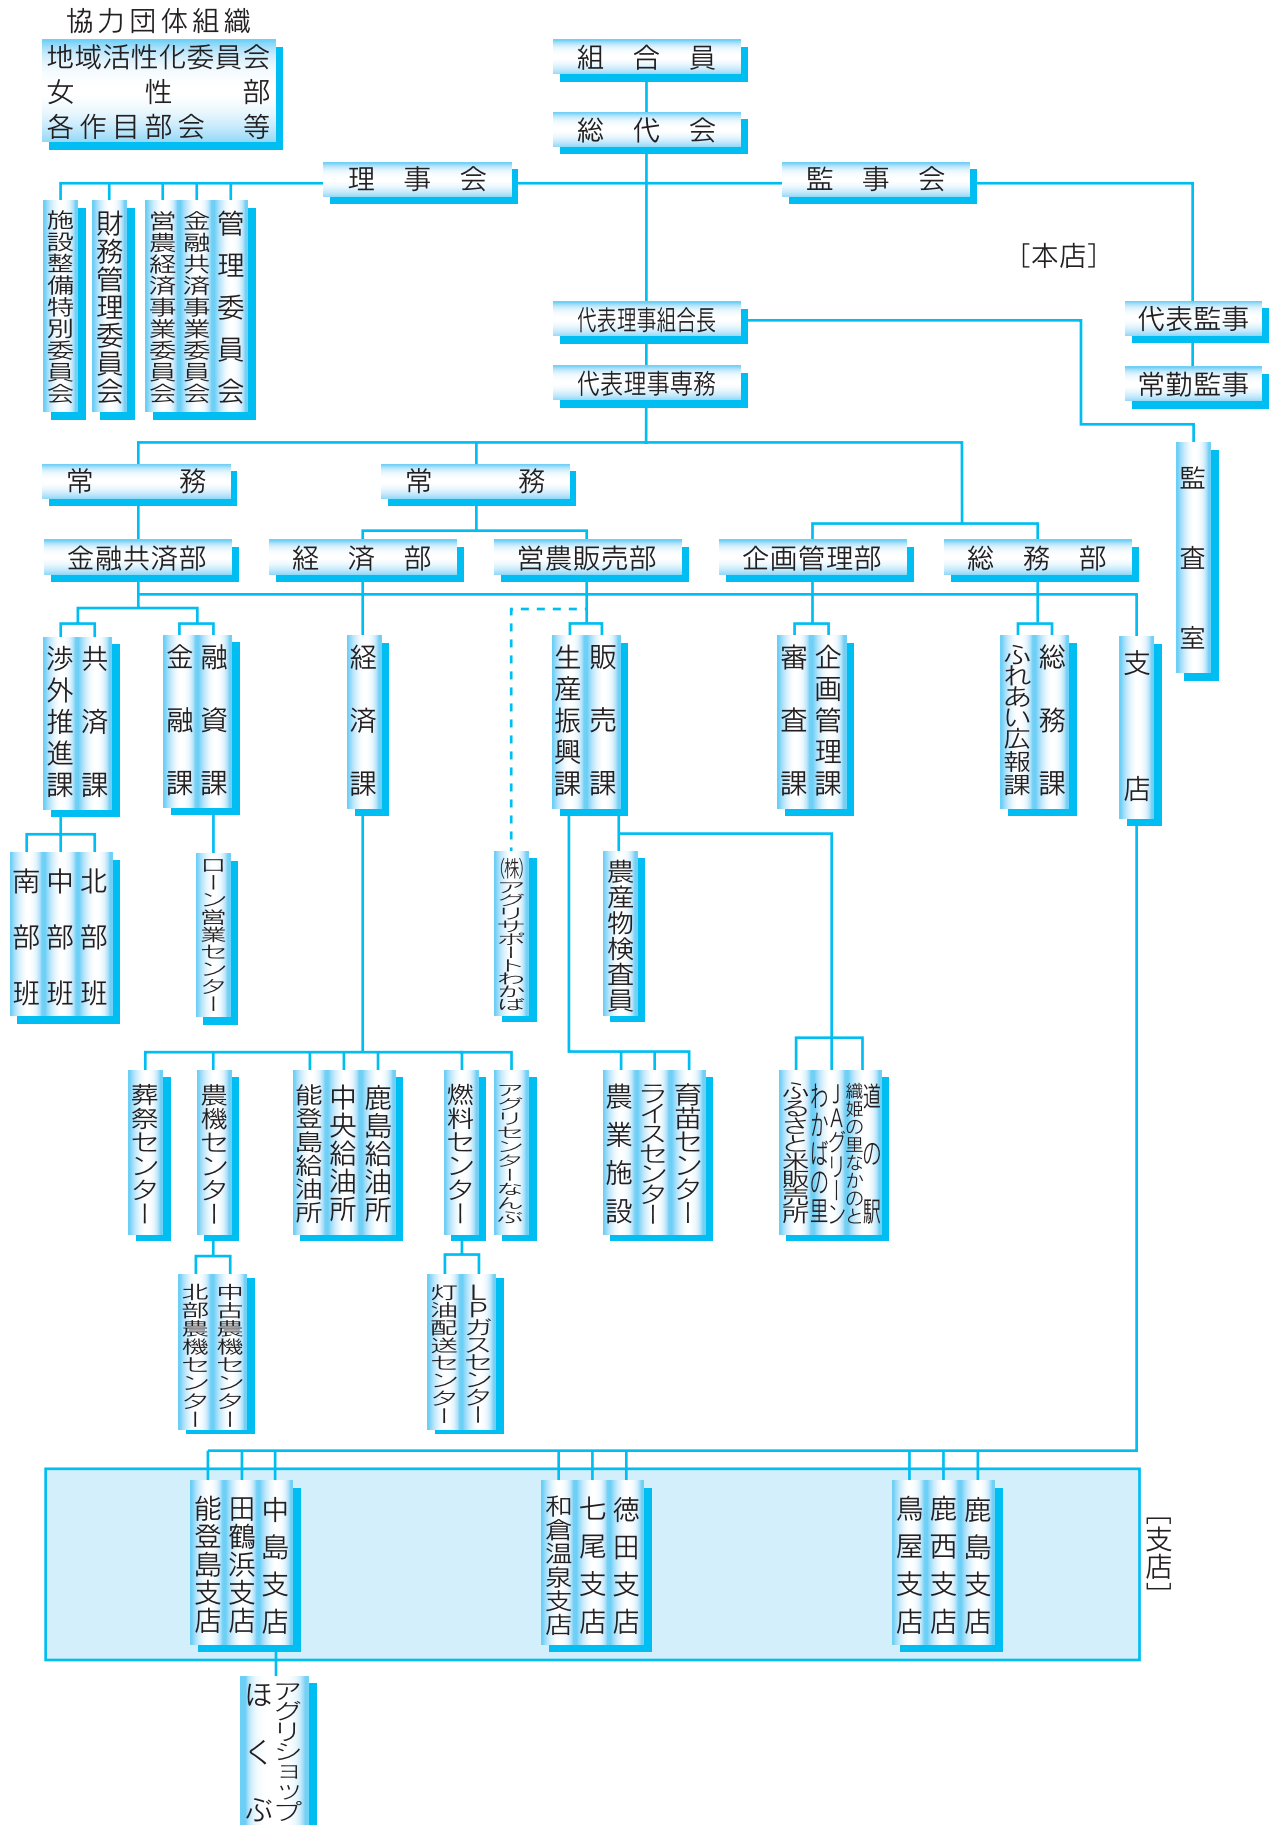 協力団体組織
地域活性化委員会
女性部
各作目部会 等
組合員
総代会
理事会
監事会
施設整備特別委員会
財務管理委員会
営農経済事業委員会
金融共済事業委員会
管理委員会
［本店］
代表理事組合長
代表監事
代表理事専務
常勤監事
常務
常務
監査室
金融共済部
経済部
営農販売部
企画管理部
総務部
渉外推進課
共済課
金融課
融資課
経済課
生産振興課
販売課
審査課
企画管理課
ふれあい広報課
総務課
支店
南部班
中部班
北部班
ローン営業センター
㈱アグリサポートわかば
農産物検査員
葬祭センター
農機センター
能登島給油所
中央給油所
鹿島給油所
燃料センター
アグリセンターなんぶ
農業施設
ライスセンター
育苗センター
ふるさと米販売所
わかばの里
ＪＡグリーン
織姫の里なかのと
道の駅
北部農機センター
中古農機センター
灯油配送センター
ＬＰガスセンター
能登島支店
田鶴浜支店
中島支店
和倉温泉支店
七尾支店
徳田支店
鳥屋支店
鹿西支店
鹿島支店
［支店］
ほくぶ
アグリショップ